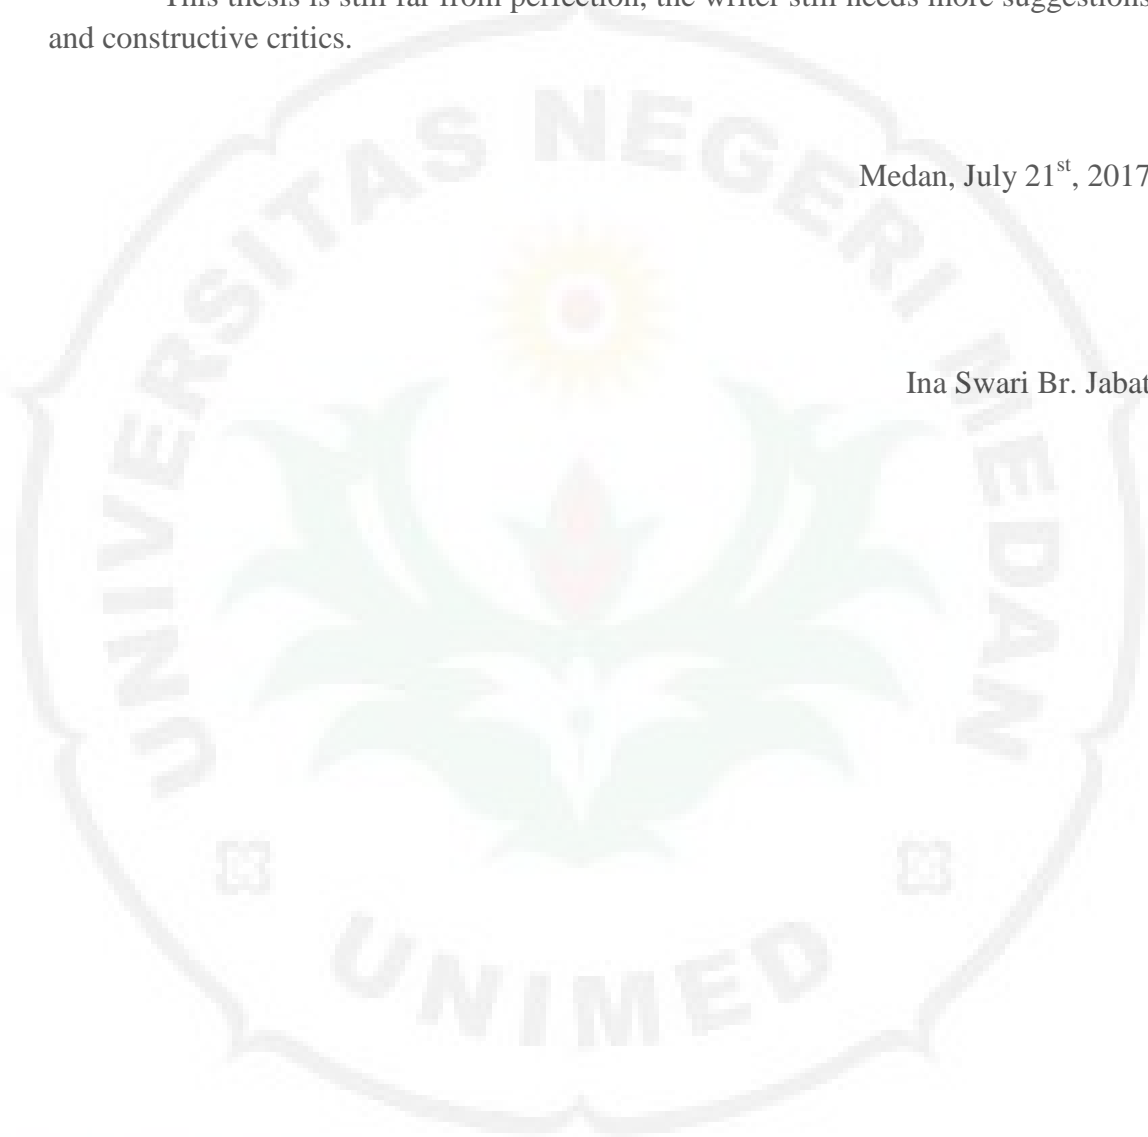 This thesis is still far from perfection, the writer still needs more suggestions
and constructive critics.
Medan, July 21st, 2017
Ina Swari Br. Jabat
UNIVERSITAS NEGERI MEDAN
UNIMED